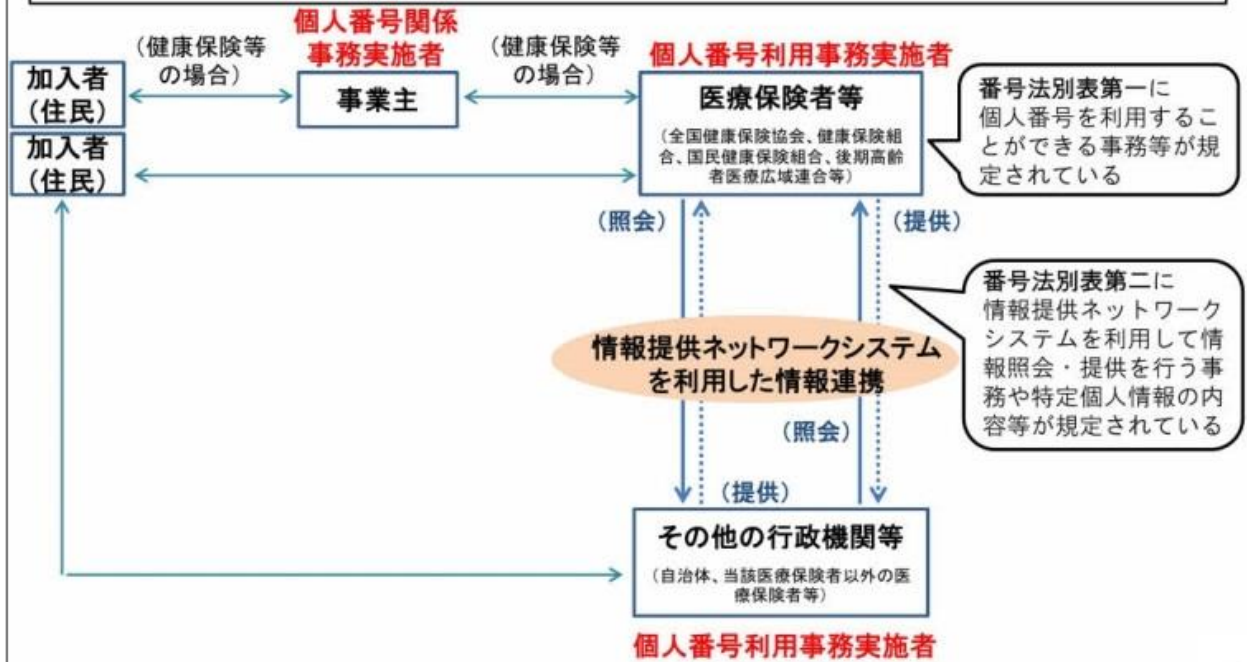 個人番号関係
事務実施者
(健康保険等
の場合)
(健康保険等
の場合)
個人番号利用事務実施者
加入者
(住民)
事業主
医療保険者等
(全国健康保険協会、健康保険組
合、国民健康保険組合、後期高齢
者医療広域連合等)
番号法別表第一に
個人番号を利用するこ
とができる事務等が規
定されている
加入者
(住民)
(照会)
(提供)
番号法別表第二に
情報提供ネットワーク
システムを利用して情
報照会・提供を行う事
務や特定個人情報の内
容等が規定されている
情報提供ネットワークシステム
を利用した情報連携
(照会)
(提供)
その他の行政機関等
(自治体、当該医療保険者以外の医
療保険者等)
個人番号利用事務実施者